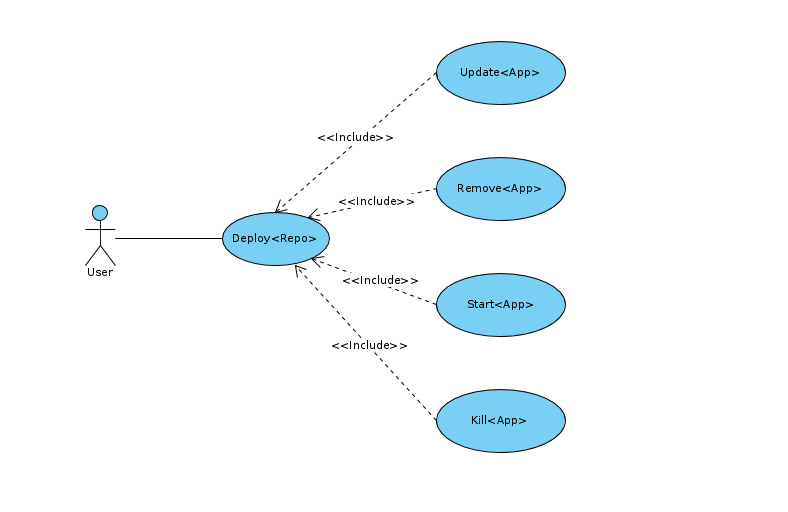 Update<App>
<<Include>>
Remove<App>
<<Include>>
Deploy<Repo>
User
<<Include>>
Start<App>
<<Include>>
Kill<App>